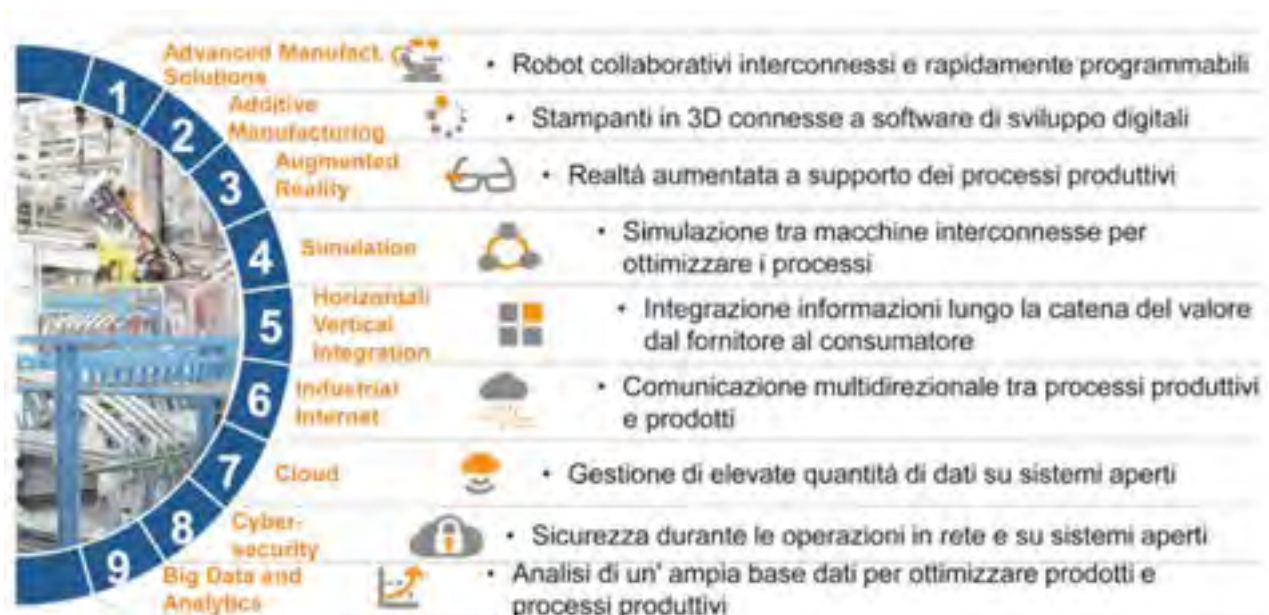 1
Advanced Manufact.
Solutions
• Robot collaborativi interconnessi e rapidamente programmabili
2
Additive
Manufacturing
• Stampanti in 3D connesse a software di sviluppo digitali
3
Augmented
Reality
• Realtà aumentata a supporto dei processi produttivi
4
Simulation
• Simulazione tra macchine interconnesse per
ottimizzare i processi
5
Horizontal/
Vertical
Integration
• Integrazione informazioni lungo la catena del valore
dal fornitore al consumatore
6
Industrial
Internet
• Comunicazione multidirezionale tra processi produttivi
e prodotti
7
Cloud
• Gestione di elevate quantità di dati su sistemi aperti
8
Cyber-
security
• Sicurezza durante le operazioni in rete e su sistemi aperti
9
Big Data and
Analytics
• Analisi di un' ampia base dati per ottimizzare prodotti e
processi produttivi